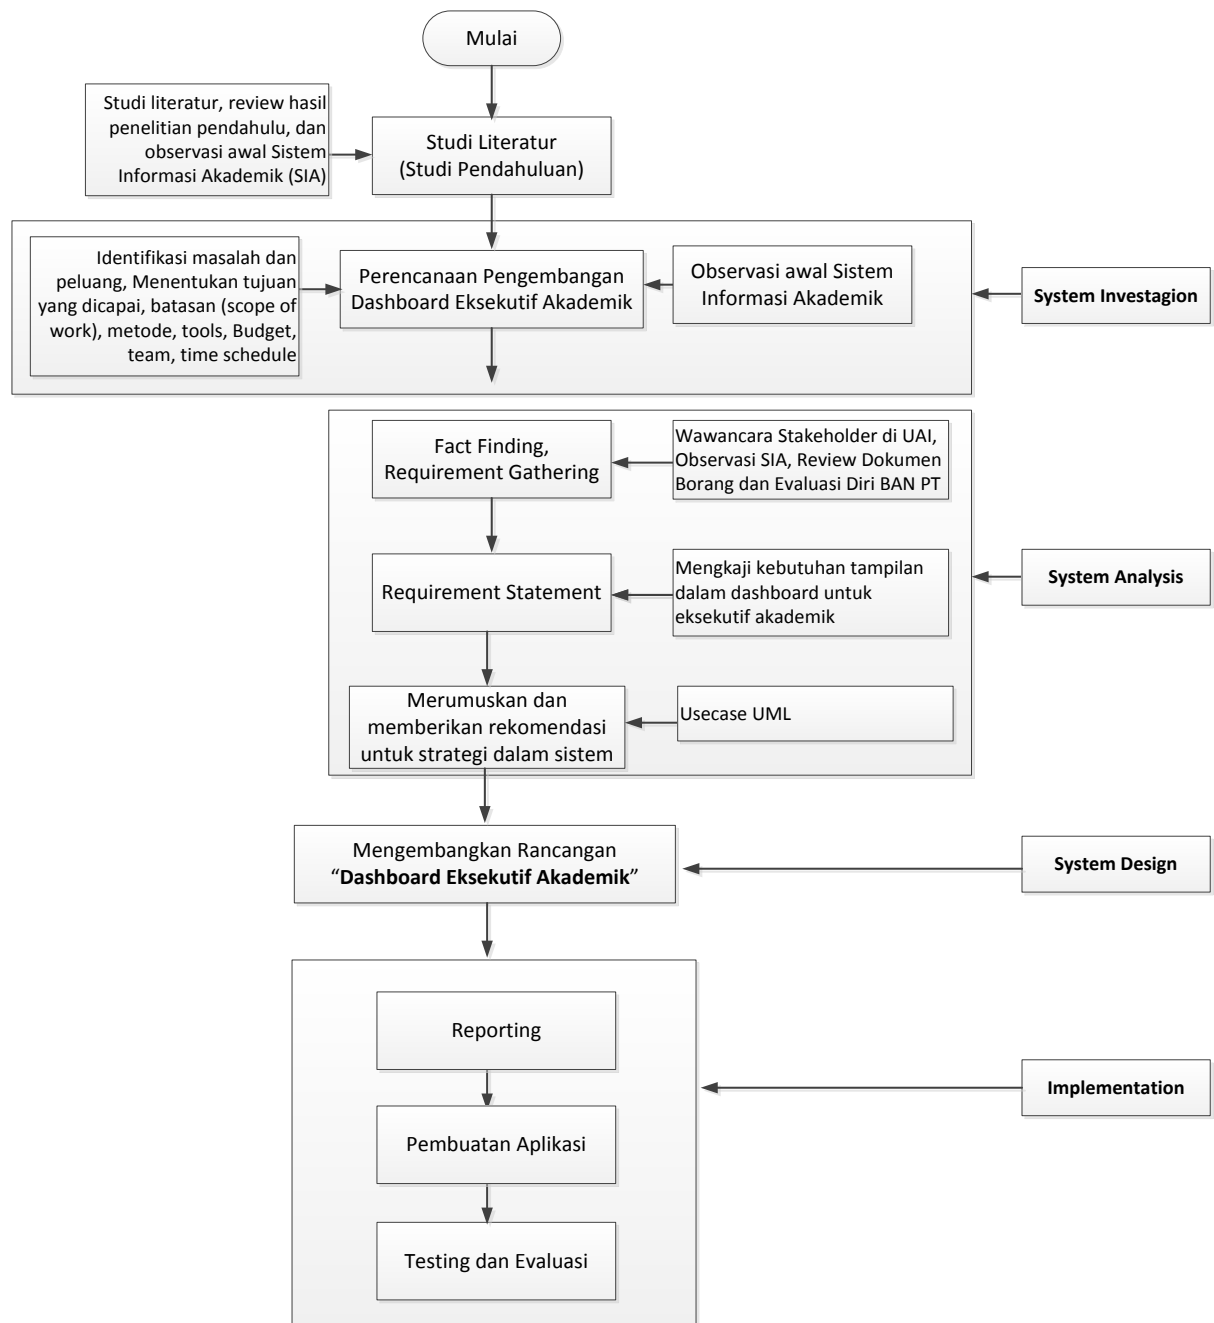 Mulai
Studi literatur, review hasil
penelitian pendahulu, dan
observasi awal Sistem
Informasi Akademik (SIA)
Studi Literatur
(Studi Pendahuluan)
Identifikasi masalah dan
peluang, Menentukan tujuan
yang dicapai, batasan (scope of
work), metode, tools, Budget,
team, time schedule
Perencanaan Pengembangan
Dashboard Eksekutif Akademik
Observasi awal Sistem
Informasi Akademik
System Investagion
Fact Finding,
Requirement Gathering
Wawancara Stakeholder di UAI,
Observasi SIA, Review Dokumen
Borang dan Evaluasi Diri BAN PT
Requirement Statement
Mengkaji kebutuhan tampilan
dalam dashboard untuk
eksekutif akademik
System Analysis
Merumuskan dan
memberikan rekomendasi
untuk strategi dalam sistem
Usecase UML
Mengembangkan Rancangan
“Dashboard Eksekutif Akademik”
System Design
Reporting
Implementation
Pembuatan Aplikasi
Testing dan Evaluasi